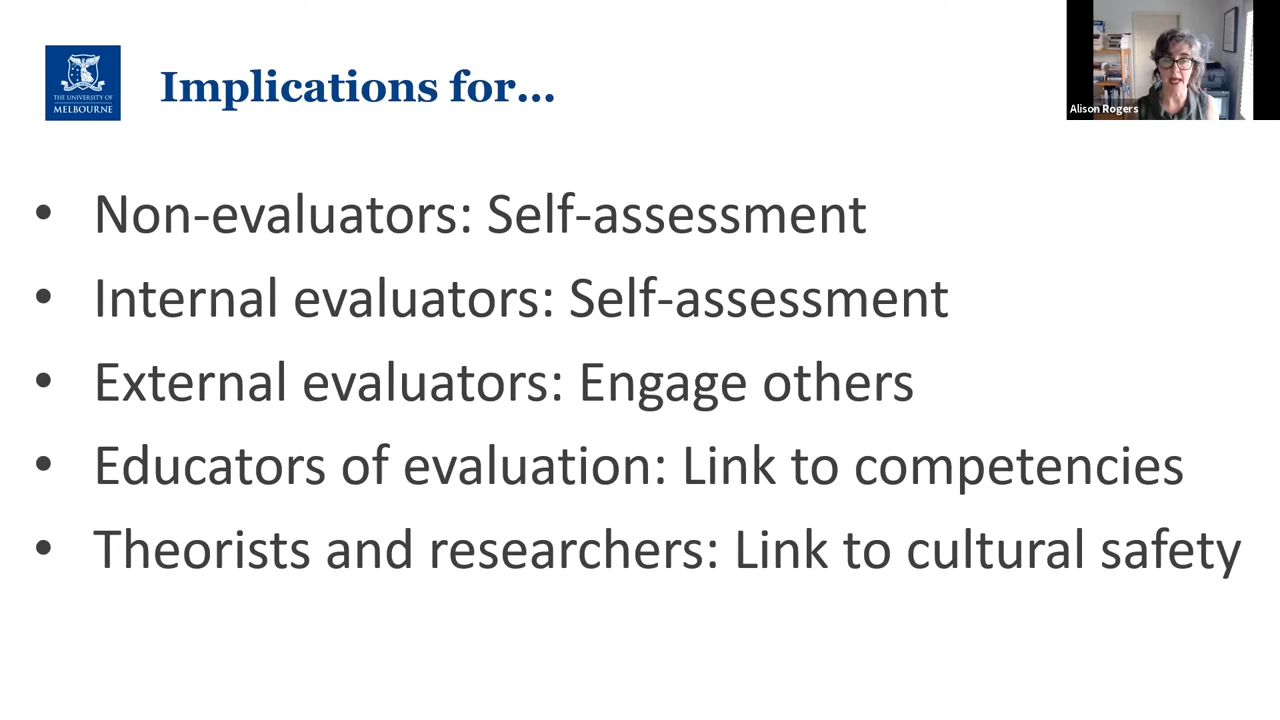 THE UNIVERSITY OF
MELBOURNE
Implications for...
Alison Rogers
• Non-evaluators: Self-assessment
• Internal evaluators: Self-assessment
• External evaluators: Engage others
• Educators of evaluation: Link to competencies
• Theorists and researchers: Link to cultural safety